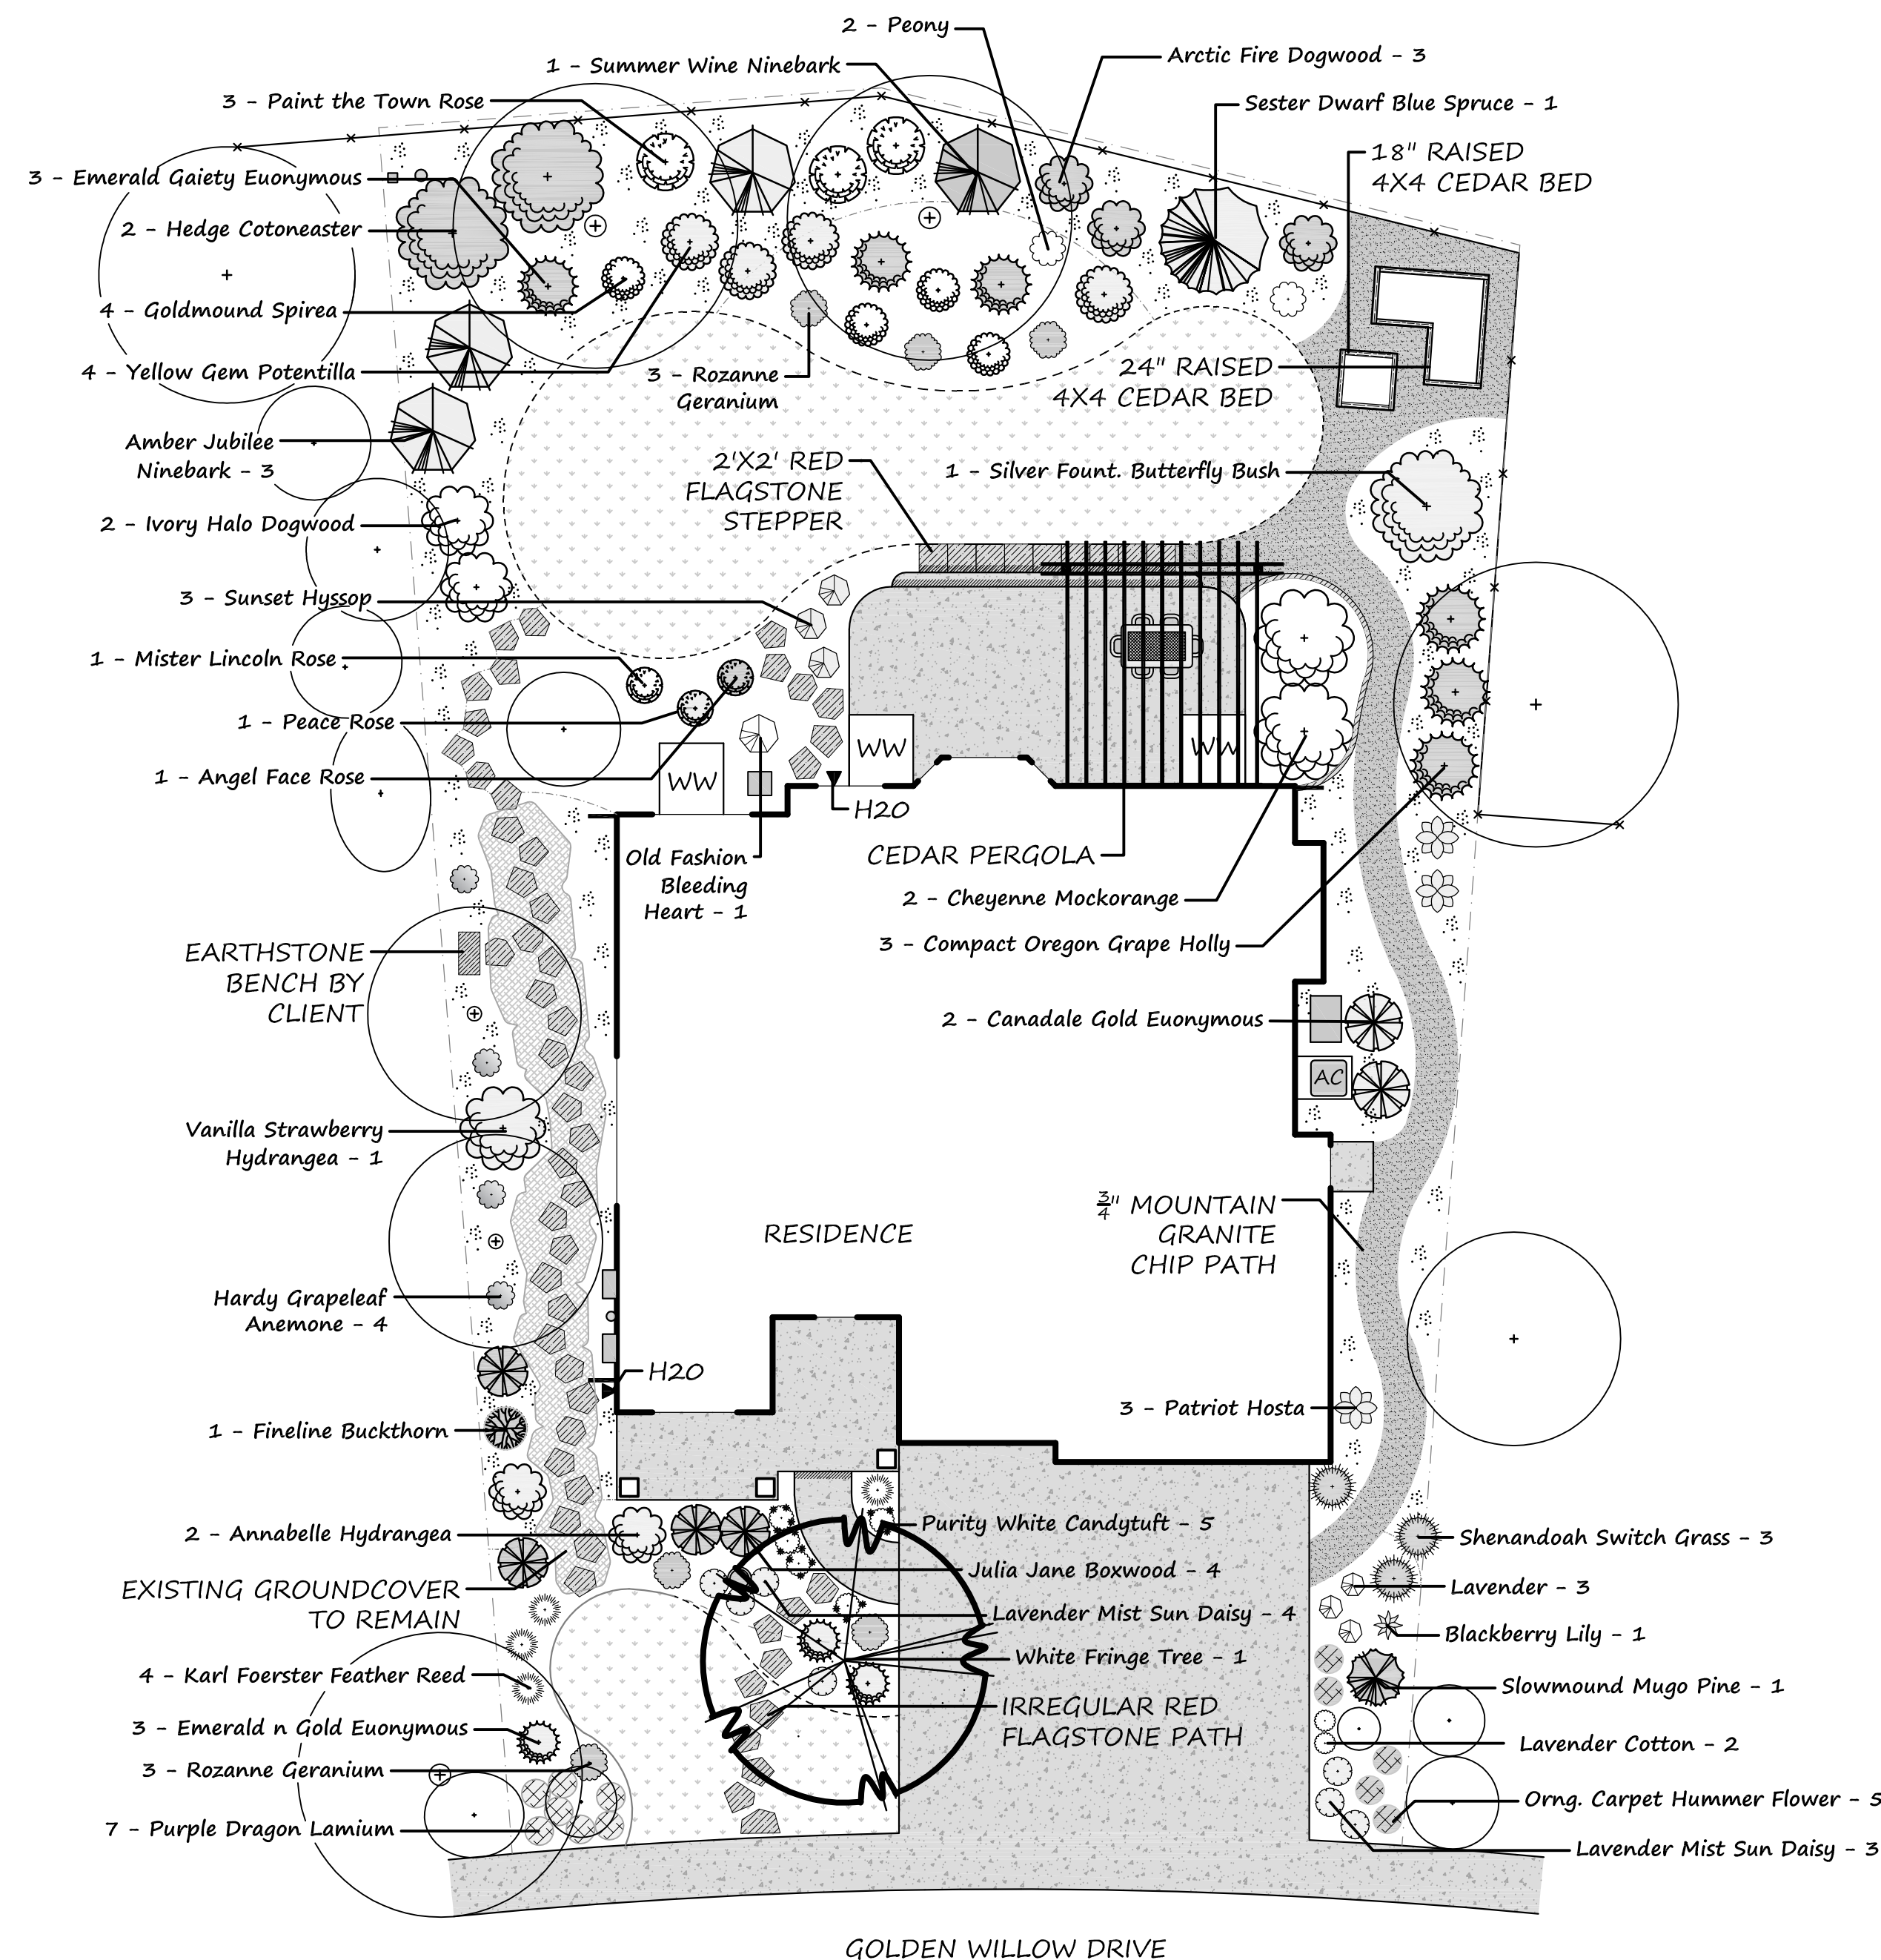 2 - Peony
1 - Summer Wine Ninebark
Arctic Fire Dogwood - 3
3 - Paint the Town Rose
Sester Dwarf Blue Spruce - 1
18" RAISED
4X4 CEDAR BED
3 - Emerald Gaiety Euonymous
2 - Hedge Cotoneaster
4 - Goldmound Spirea
4 - Yellow Gem Potentilla
3 - Rozanne
Geranium
24" RAISED
4X4 CEDAR BED
Amber Jubilee
Ninebark - 3
2'X2' RED
FLAGSTONE
STEPPER
1 - Silver Fount. Butterfly Bush
2 - Ivory Halo Dogwood
3 - Sunset Hyssop
1 - Mister Lincoln Rose
1 - Peace Rose
1 - Angel Face Rose
WW
WW
WW
H2O
Old Fashion
Bleeding
Heart - 1
CEDAR PERGOLA
2 - Cheyenne Mockorange
3 - Compact Oregon Grape Holly
EARTHSTONE
BENCH BY
CLIENT
2 - Canadale Gold Euonymous
AC
Vanilla Strawberry
Hydrangea - 1
RESIDENCE
3/4" MOUNTAIN
GRANITE
CHIP PATH
Hardy Grapeleaf
Anemone - 4
H2O
3 - Patriot Hosta
1 - Fineline Buckthorn
2 - Annabelle Hydrangea
Purity White Candytuft - 5
Shenandoah Switch Grass - 3
Julia Jane Boxwood - 4
EXISTING GROUNDCOVER
TO REMAIN
Lavender - 3
Lavender Mist Sun Daisy - 4
Blackberry Lily - 1
White Fringe Tree - 1
4 - Karl Foerster Feather Reed
Slowmound Mugo Pine - 1
IRREGULAR RED
FLAGSTONE PATH
3 - Emerald n Gold Euonymous
Lavender Cotton - 2
3 - Rozanne Geranium
Orng. Carpet Hummer Flower - 5
7 - Purple Dragon Lamium
Lavender Mist Sun Daisy - 3
GOLDEN WILLOW DRIVE